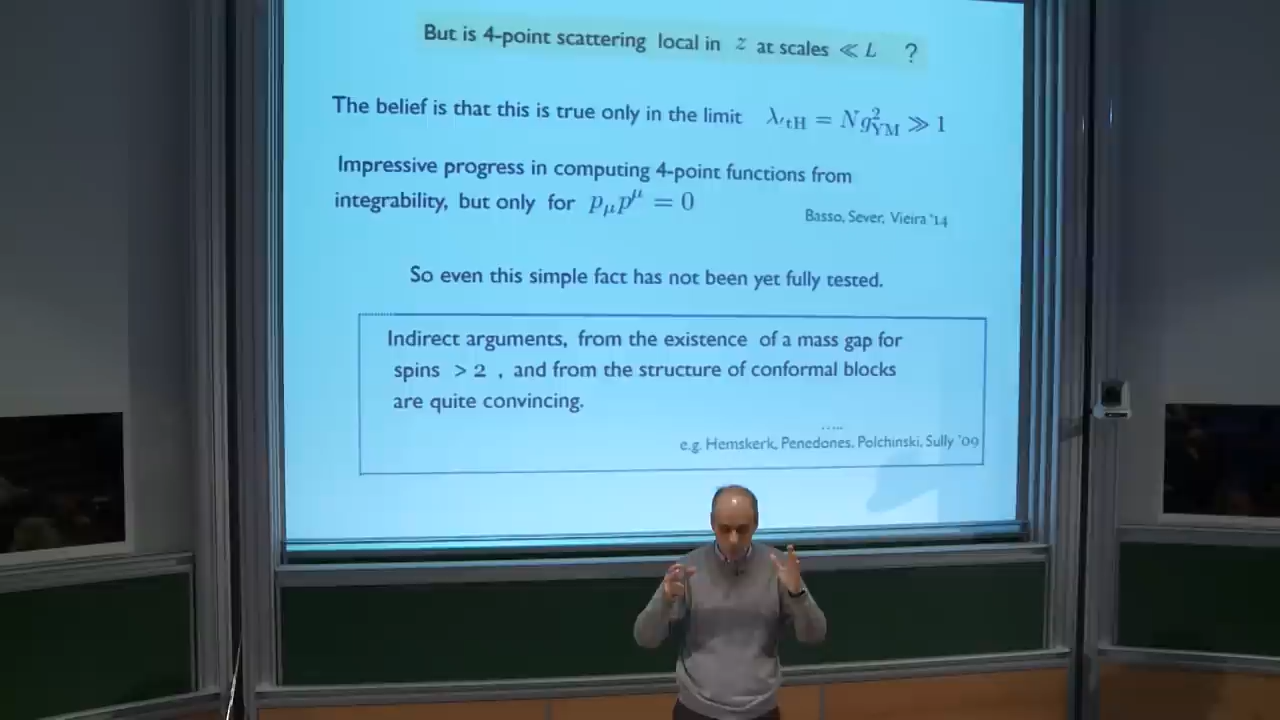 But is 4-point scattering local in z at scales ≪ L ?
The belief is that this is true only in the limit λ'tH = Ng²YM ≫ 1
Impressive progress in computing 4-point functions from
integrability, but only for pμp^μ = 0
Basso, Sever, Vieira '14
So even this simple fact has not been yet fully tested.
Indirect arguments, from the existence of a mass gap for
spins > 2 , and from the structure of conformal blocks
are quite convincing.
.....
e.g. Hemskerk, Penedones, Polchinski, Sully '09